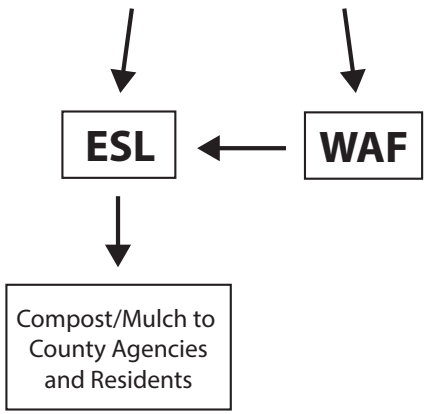 ESL
WAF
Compost/Mulch to
County Agencies
and Residents